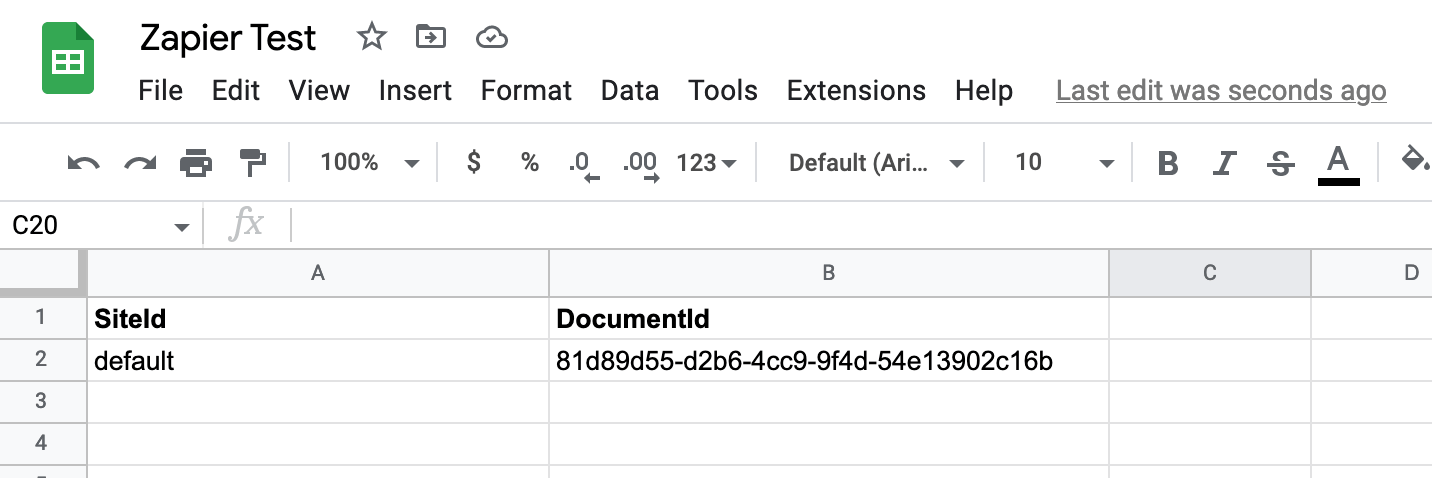 Zapier Test
File Edit View Insert Format Data Tools Extensions Help Last edit was seconds ago
100% $ % .0 .00 123 Default (Ari... 10 B I S A
C20 fx
A B C D
1 SiteId DocumentId
2 default 81d89d55-d2b6-4cc9-9f4d-54e13902c16b
3
4